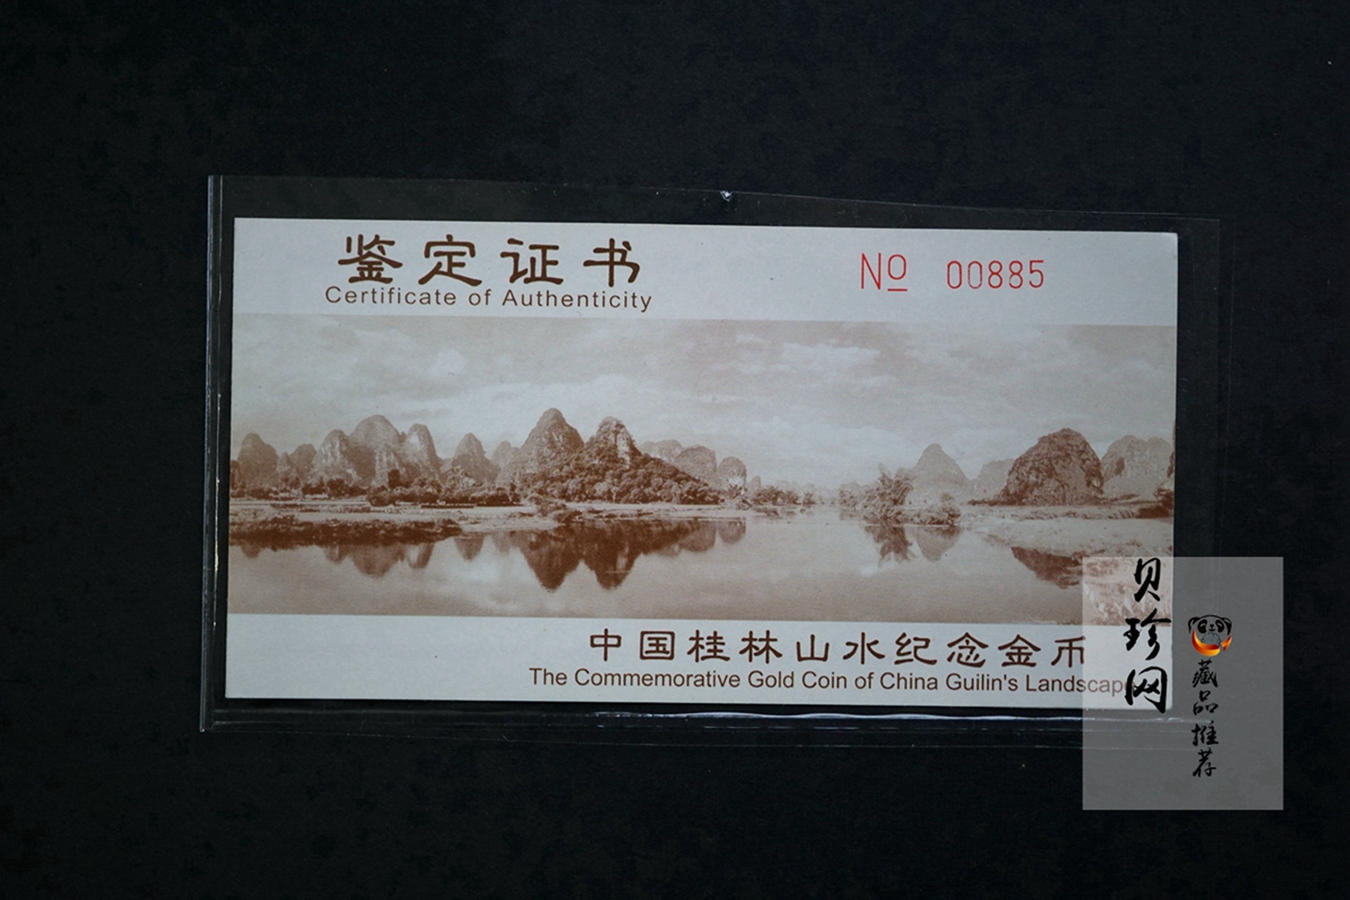 鉴定证书
Certificate of Authenticity
№ 00885
中国桂林山水纪念金币
The Commemorative Gold Coin of China Guilin's Landscape
贝珍网
藏品推荐